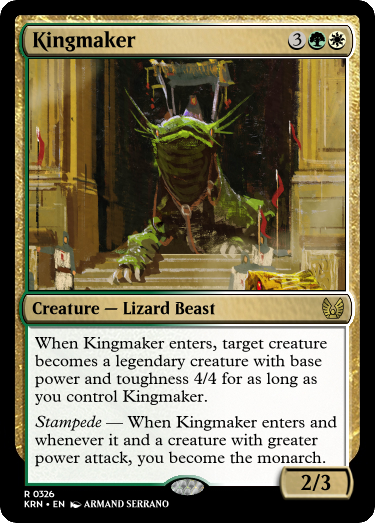 Kingmaker 3
Creature — Lizard Beast
When Kingmaker enters, target creature
becomes a legendary creature with base
power and toughness 4/4 for as long as
you control Kingmaker.
Stampede — When Kingmaker enters and
whenever it and a creature with greater
power attack, you become the monarch.
2/3
R 0326
KRN • EN ARMAND SERRANO